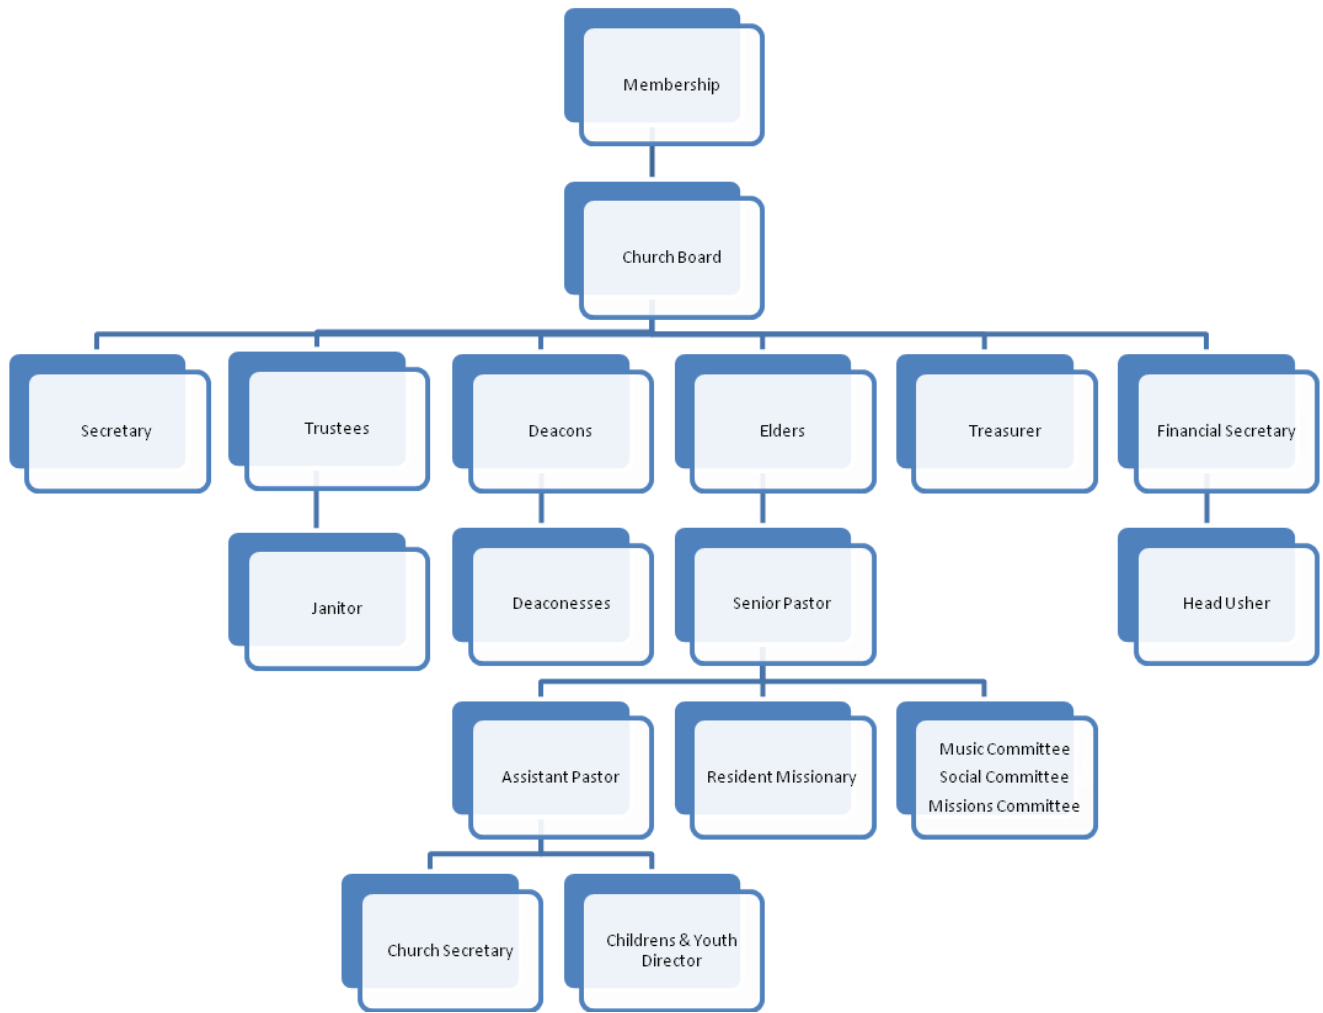 Membership
Church Board
Secretary
Trustees
Deacons
Elders
Treasurer
Financial Secretary
Janitor
Deaconesses
Senior Pastor
Head Usher
Assistant Pastor
Resident Missionary
Music Committee
Social Committee
Missions Committee
Church Secretary
Childrens & Youth
Director